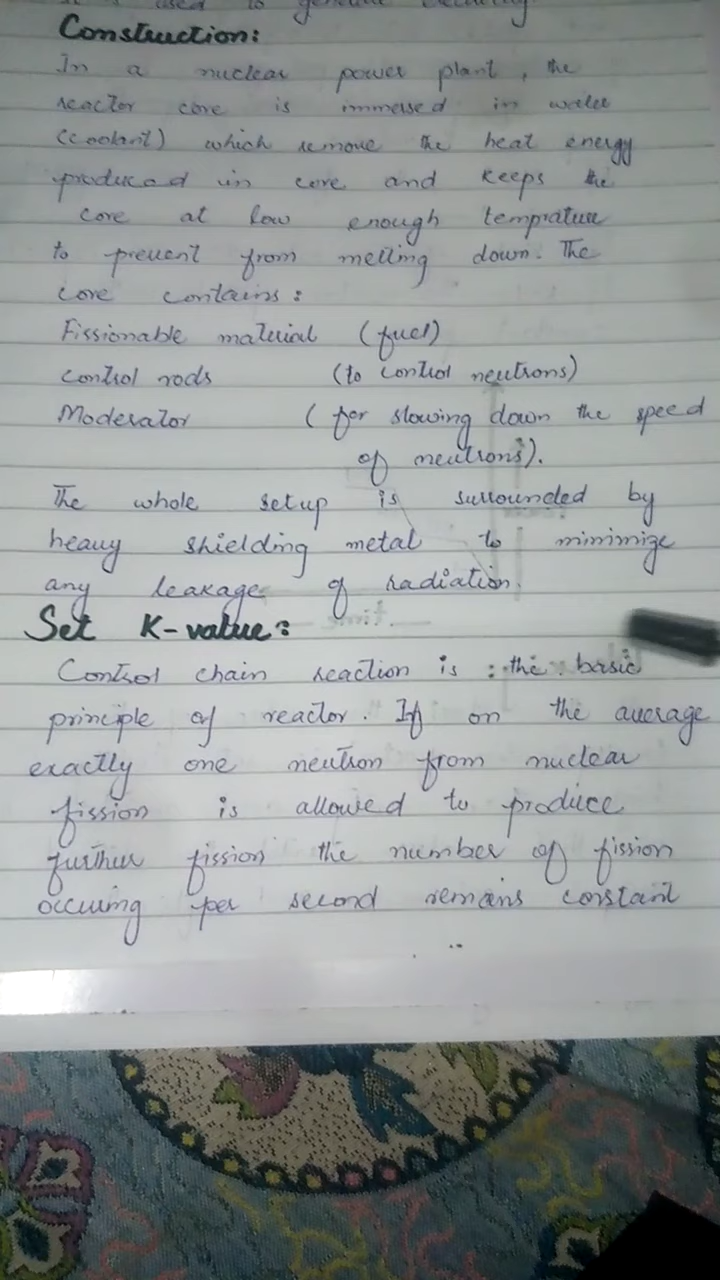 used to generate
Construction:
In a nuclear power plant, the
reactor core is immersed in water
(coolant) which remove the heat energy
produced in core and keeps the
core at low enough temprature
to prevent from melting down. The
core contains:
Fissionable material (fuel)
Control rods (to control neutrons)
Moderator (for slowing down the speed
of neutrons).
The whole setup is surrounded by
heavy shielding metal to minimize
any leakage of radiation.
Set K-value:
Control chain reaction is : the basic
principle of reactor. If on the average
exactly one neutron from nuclear
fission is allowed to produce
further fission the number of fission
occuring per second remans constant